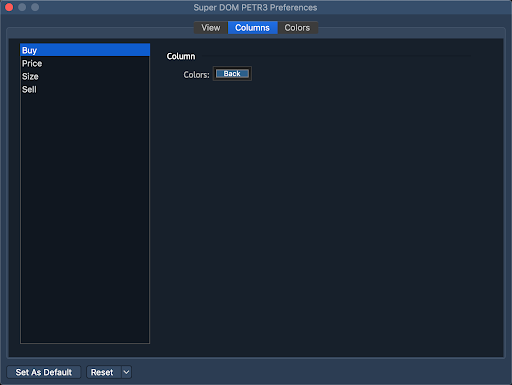 Super DOM PETR3 Preferences
View Columns Colors
Buy
Price
Size
Sell
Column
Colors: Back
Set As Default Reset